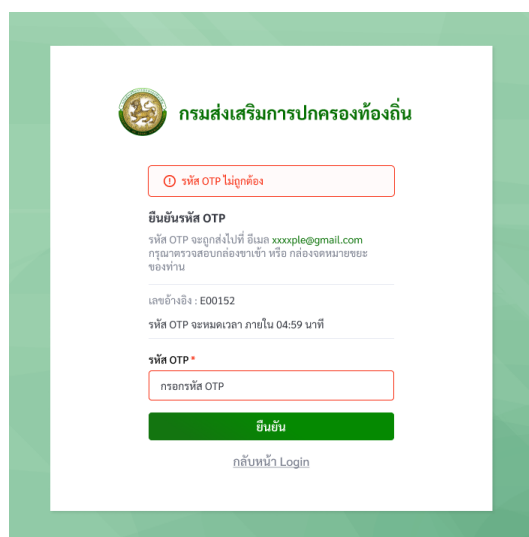 กรมส่งเสริมการปกครองท้องถิ่น
รหัส OTP ไม่ถูกต้อง
ยืนยันรหัส OTP
รหัส OTP จะถูกส่งไปที่ อีเมล xxxxple@gmail.com
กรุณาตรวจสอบกล่องขาเข้า หรือ กล่องจดหมายขยะ
ของท่าน
เลขอ้างอิง : E00152
รหัส OTP จะหมดเวลา ภายใน 04:59 นาที
รหัส OTP *
กรอกรหัส OTP
ยืนยัน
กลับหน้า Login